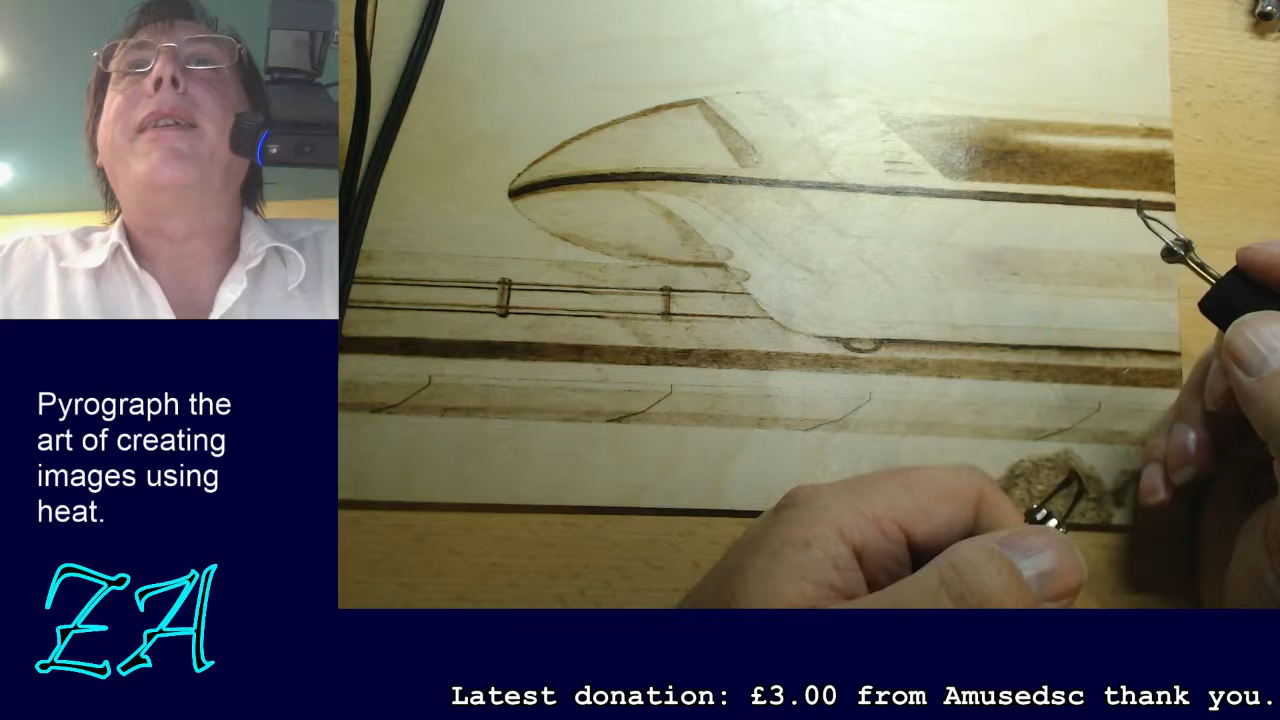 Pyrograph the
art of creating
images using
heat.
ZA
Latest donation: £3.00 from Amusedsc thank you.